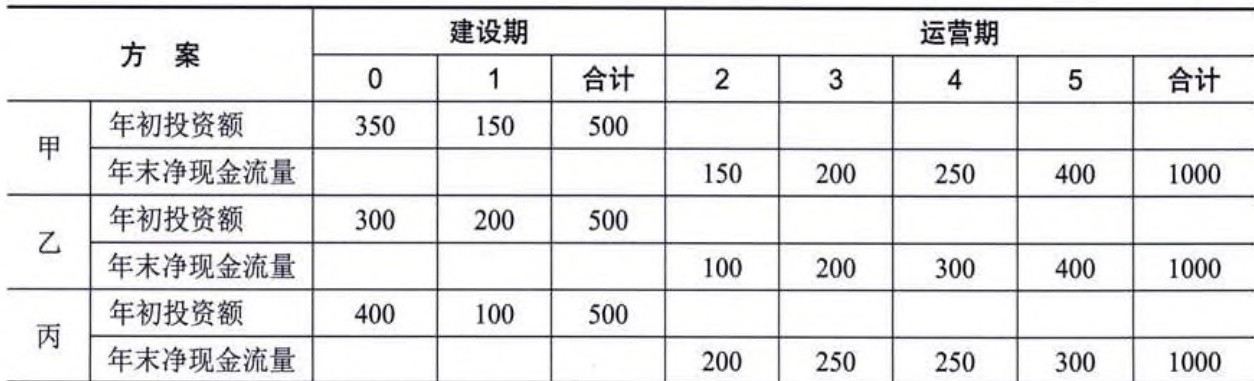 方 案 建设期 运营期
0 1 合计 2 3 4 5 合计
甲 年初投资额 350 150 500
年末净现金流量 150 200 250 400 1000
乙 年初投资额 300 200 500
年末净现金流量 100 200 300 400 1000
丙 年初投资额 400 100 500
年末净现金流量 200 250 250 300 1000